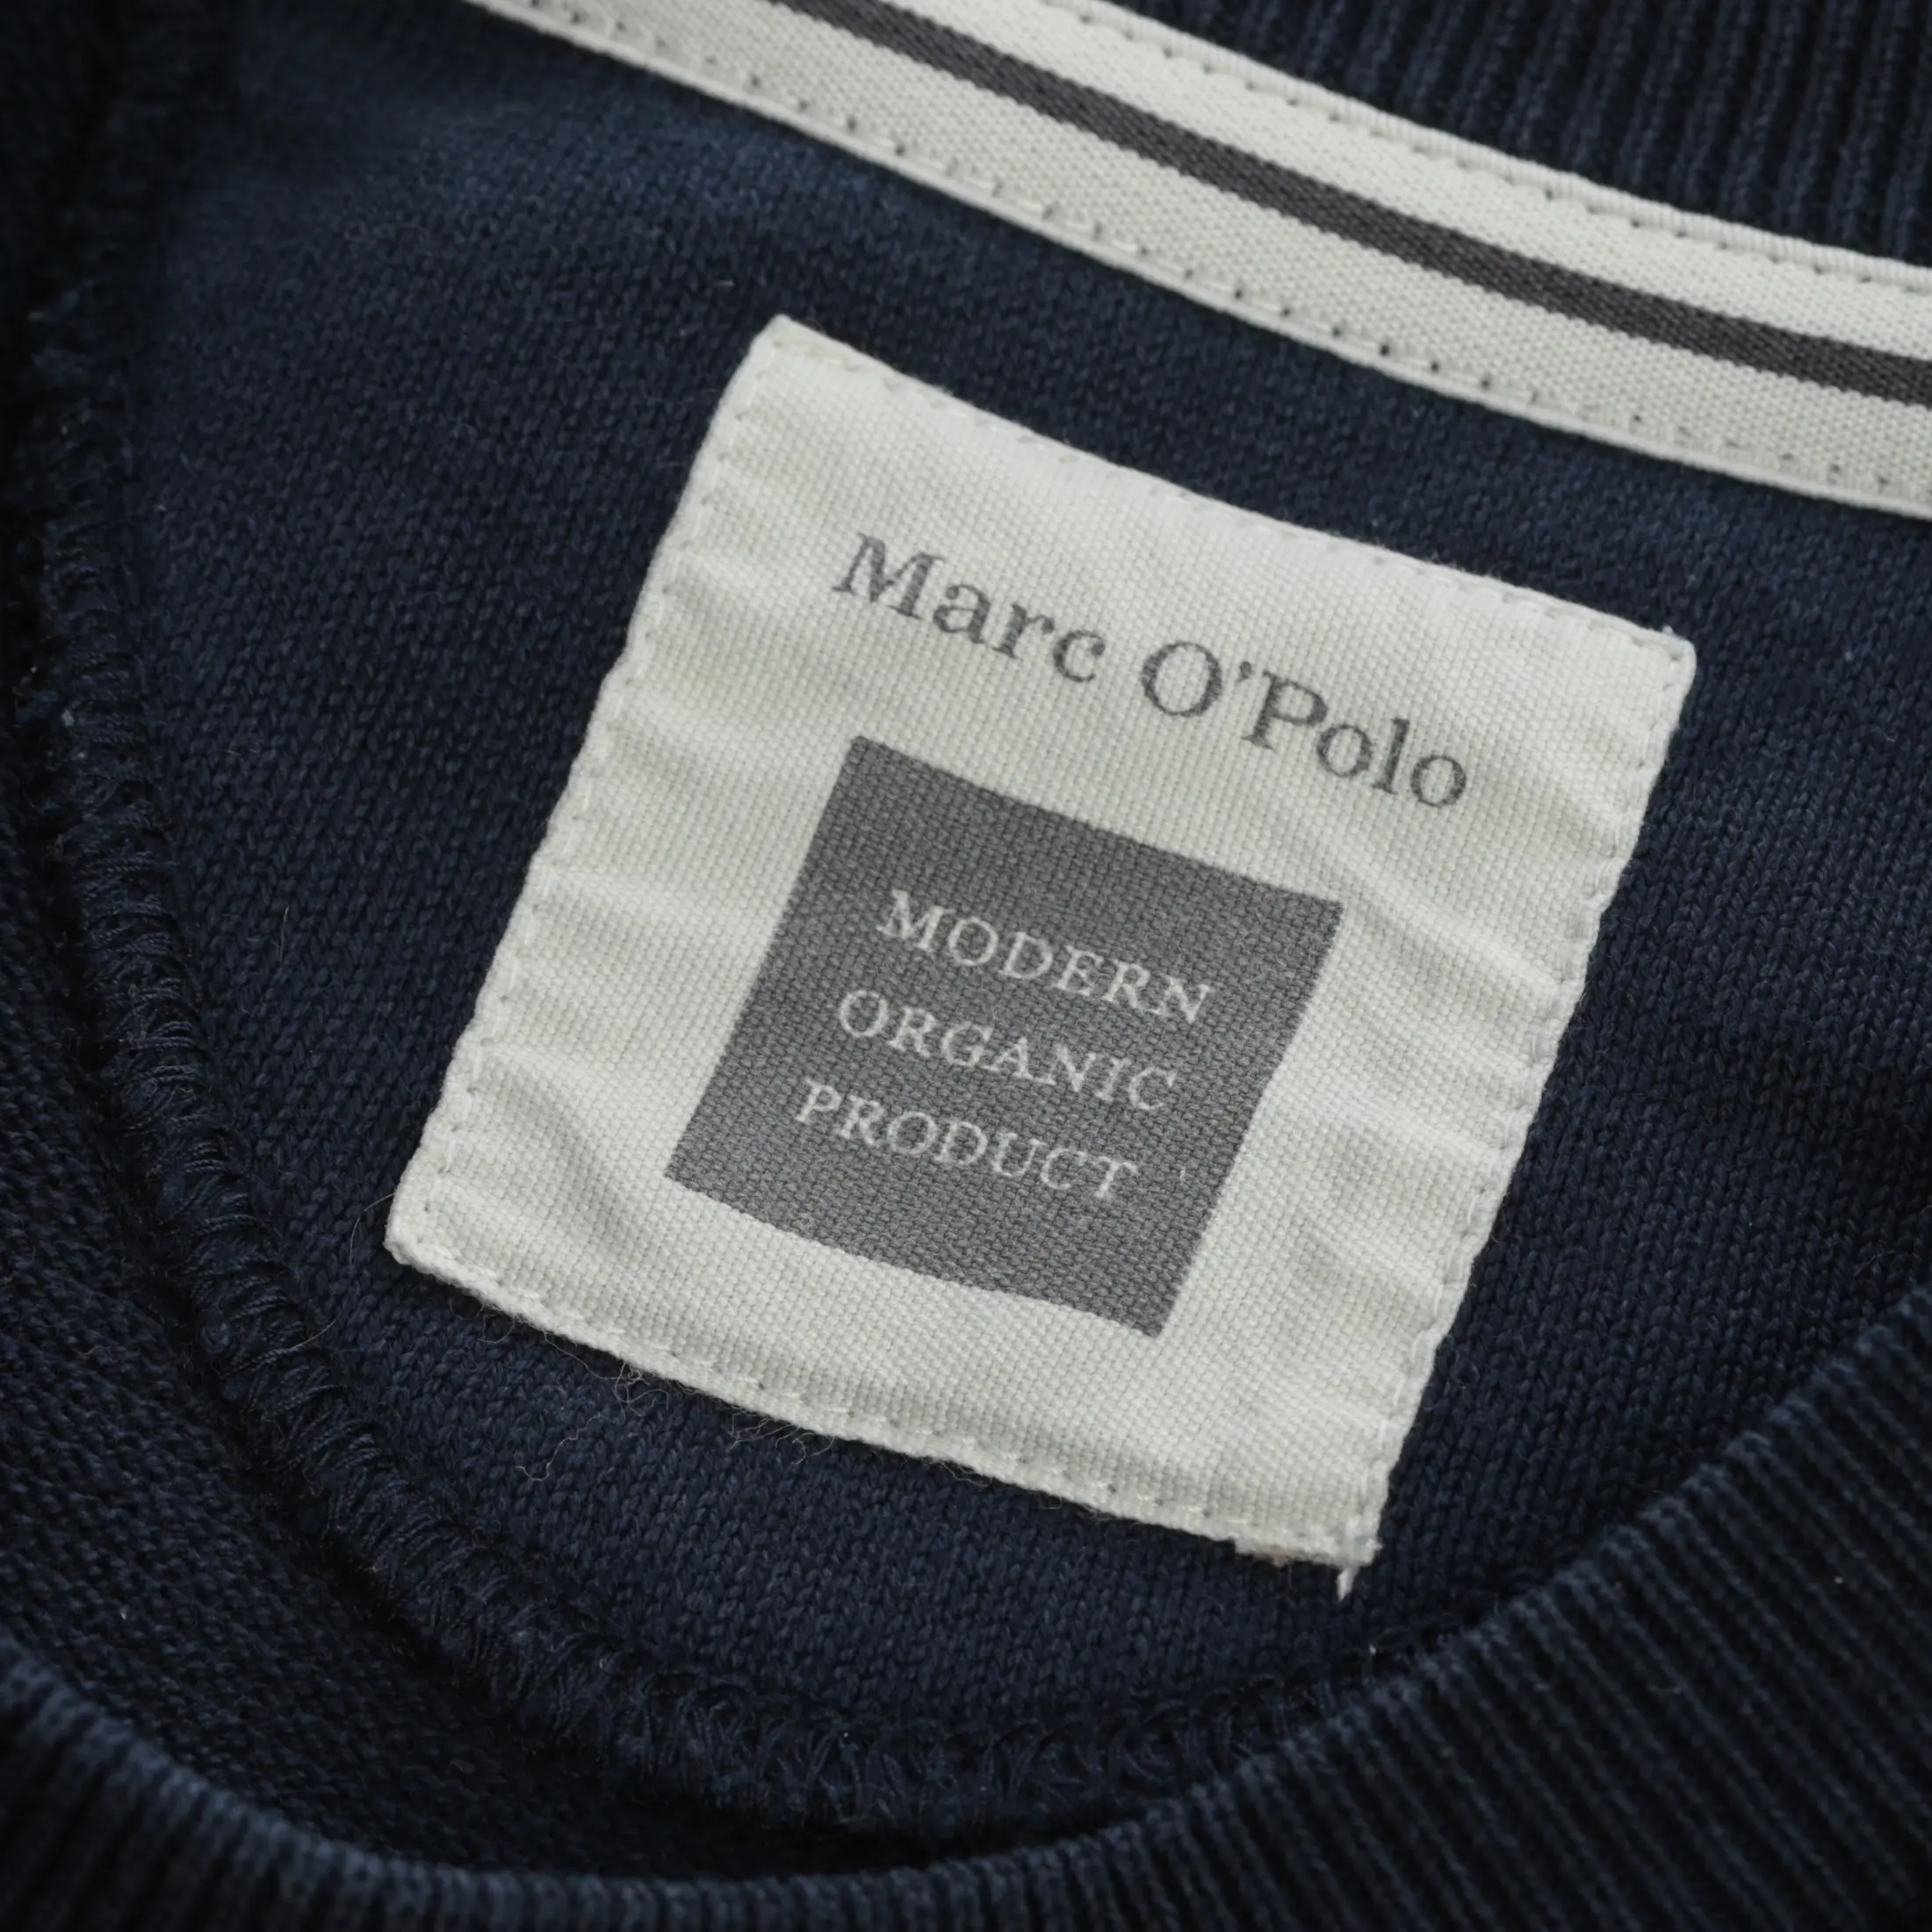 Marc O'Polo
MODERN
ORGANIC
PRODUCT